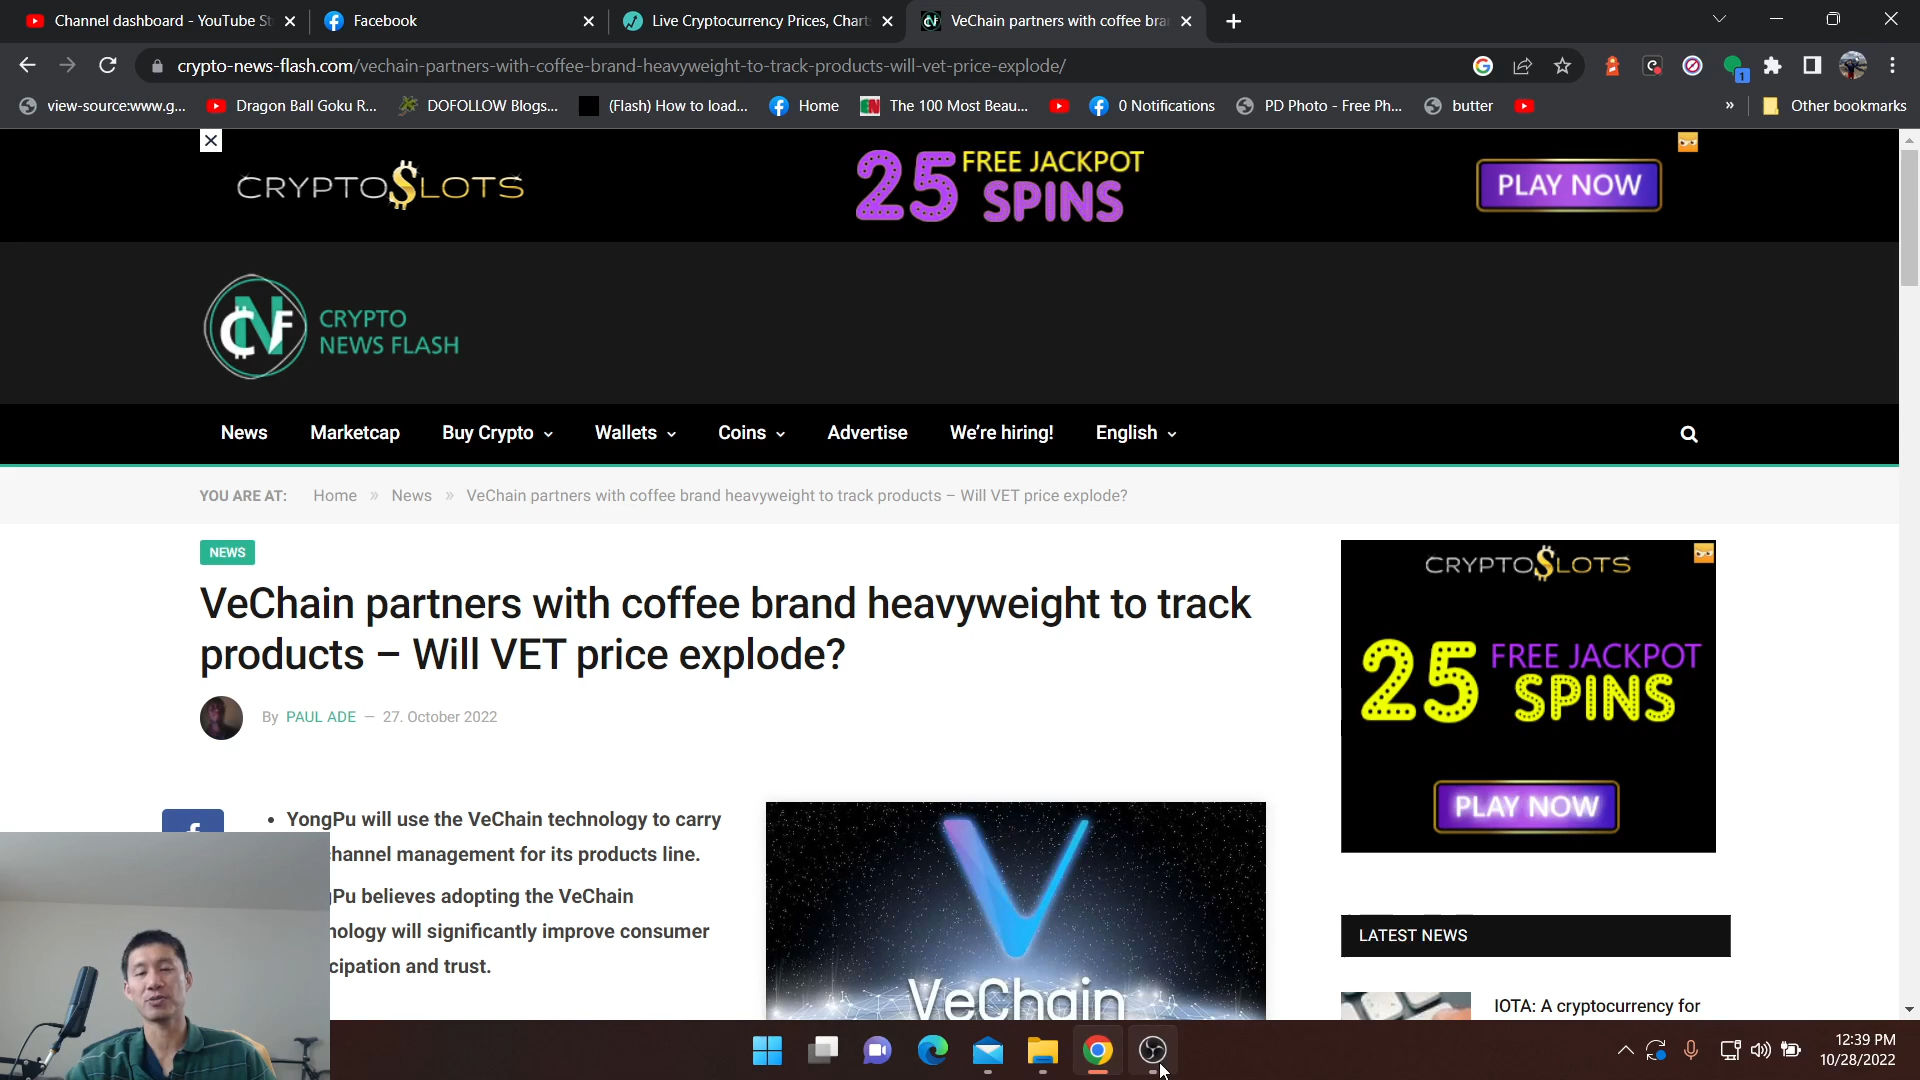 Channel dashboard - YouTube St
Facebook
Live Cryptocurrency Prices, Chart
VeChain partners with coffee bra
crypto-news-flash.com/vechain-partners-with-coffee-brand-heavyweight-to-track-products-will-vet-price-explode/
1
view-source:www.g...
Dragon Ball Goku R...
DOFOLLOW Blogs...
(Flash) How to load...
Home
The 100 Most Beau...
0 Notifications
PD Photo - Free Ph...
butter
»
Other bookmarks
CRYPTO$LOTS
25 FREE JACKPOT
SPINS
PLAY NOW
CNF
CRYPTO
NEWS FLASH
News
Marketcap
Buy Crypto
Wallets
Coins
Advertise
We're hiring!
English
YOU ARE AT: Home » News » VeChain partners with coffee brand heavyweight to track products – Will VET price explode?
NEWS
VeChain partners with coffee brand heavyweight to track
products – Will VET price explode?
By PAUL ADE — 27. October 2022
• YongPu will use the VeChain technology to carry
hannel management for its products line.
gPu believes adopting the VeChain
nology will significantly improve consumer
cipation and trust.
VeChain
CRYPTO$LOTS
25 FREE JACKPOT
SPINS
PLAY NOW
LATEST NEWS
IOTA: A cryptocurrency for
12:39 PM
10/28/2022